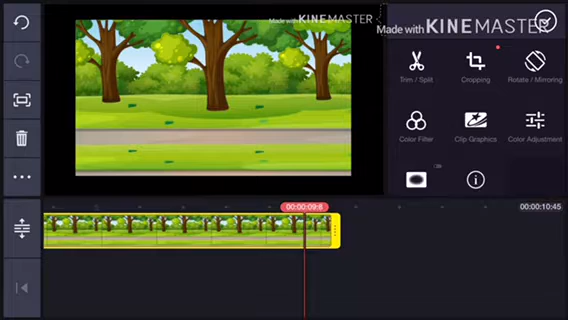 Made with KINEMASTER
Made with KINEMASTER
Trim / Split
Cropping
Rotate / Mirroring
Color Filter
Clip Graphics
Color Adjustment
00:00:09:8
00:00:10:45